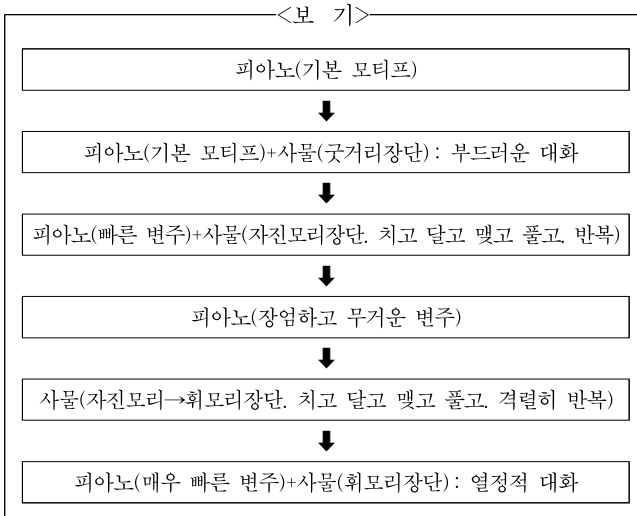 <보 기>
피아노(기본 모티프)
피아노(기본 모티프)+사물(굿거리장단) : 부드러운 대화
피아노(빠른 변주)+사물(자진모리장단. 치고 달고 맺고 풀고. 반복)
피아노(장엄하고 무거운 변주)
사물(자진모리→휘모리장단. 치고 달고 맺고 풀고. 격렬히 반복)
피아노(매우 빠른 변주)+사물(휘모리장단) : 열정적 대화